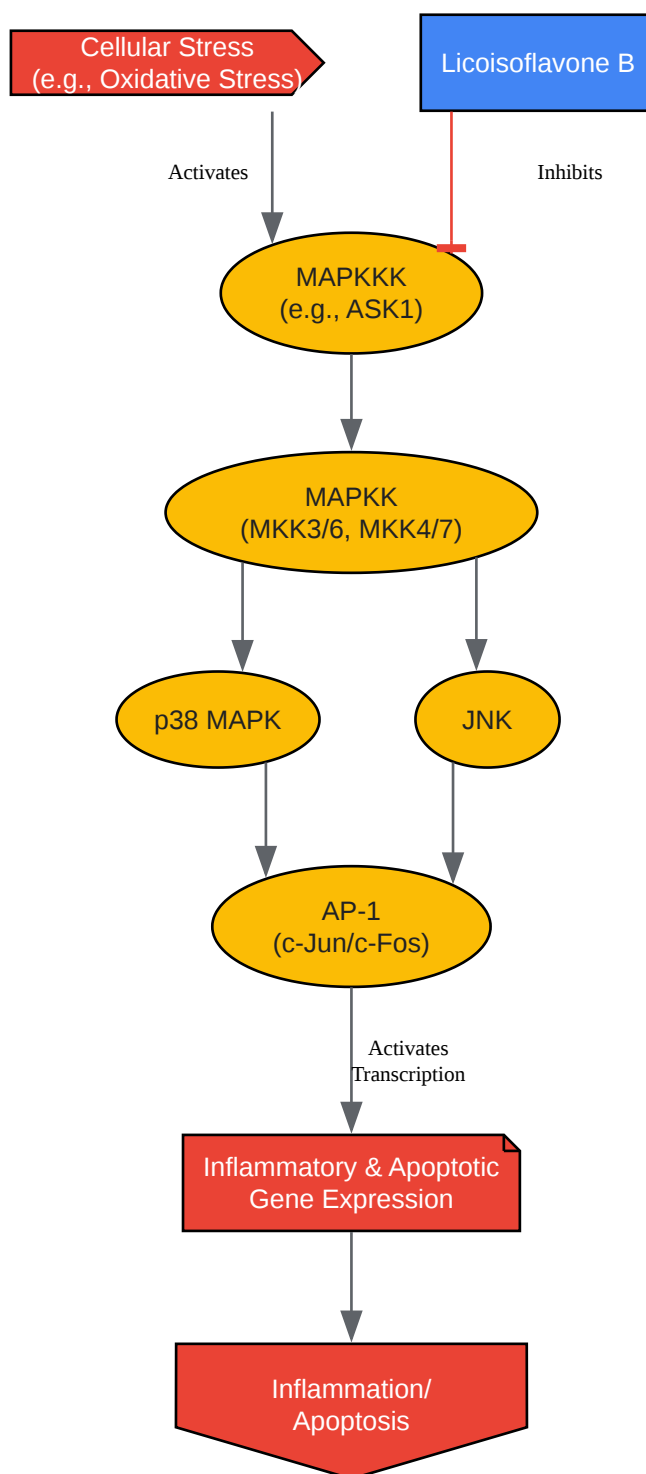 Cellular Stress
(e.g., Oxidative Stress)
Licoisoflavone B
Activates
Inhibits
MAPKKK
(e.g., ASK1)
MAPKK
(MKK3/6, MKK4/7)
p38 MAPK
JNK
AP-1
(c-Jun/c-Fos)
Activates
Transcription
Inflammatory & Apoptotic
Gene Expression
Inflammation/
Apoptosis